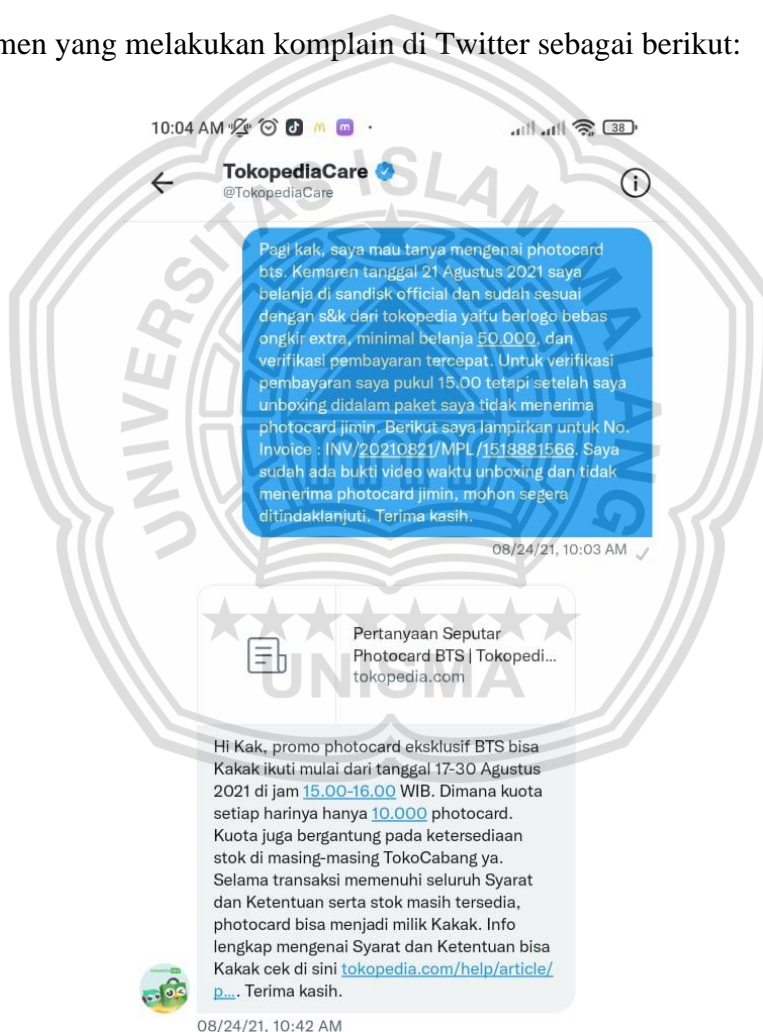 men yang melakukan komplain di Twitter sebagai berikut:
10:04 AM
38
TokopediaCare
@TokopediaCare
Pagi kak, saya mau tanya mengenai photocard
bts. Kemaren tanggal 21 Agustus 2021 saya
belanja di sandisk official dan sudah sesuai
dengan s&k dari tokopedia yaitu berlogo bebas
ongkir extra, minimal belanja 50.000, dan
verifikasi pembayaran tercepat. Untuk verifikasi
pembayaran saya pukul 15.00 tetapi setelah saya
unboxing didalam paket saya tidak menerima
photocard jimin. Berikut saya lampirkan untuk No.
Invoice : INV/20210821/MPL/1518881566. Saya
sudah ada bukti video waktu unboxing dan tidak
menerima photocard jimin, mohon segera
ditindaklanjuti. Terima kasih.
08/24/21, 10:03 AM
Pertanyaan Seputar
Photocard BTS | Tokopedi...
tokopedia.com
Hi Kak, promo photocard eksklusif BTS bisa
Kakak ikuti mulai dari tanggal 17-30 Agustus
2021 di jam 15.00-16.00 WIB. Dimana kuota
setiap harinya hanya 10.000 photocard.
Kuota juga bergantung pada ketersediaan
stok di masing-masing TokoCabang ya.
Selama transaksi memenuhi seluruh Syarat
dan Ketentuan serta stok masih tersedia,
photocard bisa menjadi milik Kakak. Info
lengkap mengenai Syarat dan Ketentuan bisa
Kakak cek di sini tokopedia.com/help/article/
p.... Terima kasih.
08/24/21, 10:42 AM
UNIVERSITAS ISLAM MALANG
UNISMA